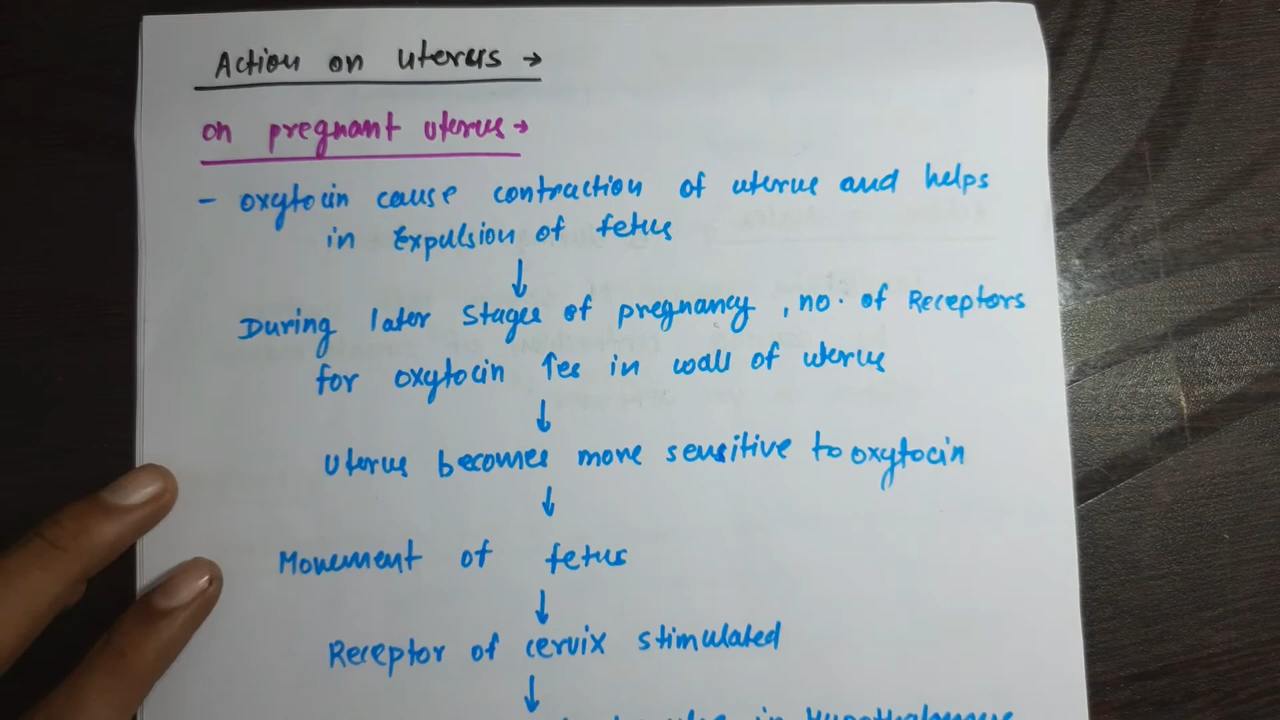 Action on uterus →
on pregnant uterus →
- oxytocin cause contraction of uterus and helps
in Expulsion of fetus
↓
During later stages of pregnancy, no. of Receptors
for oxytocin ↑es in wall of uterus
↓
Uterus becomes more sensitive to oxytocin
↓
Movement of fetus
↓
Receptor of cervix stimulated
↓
in Hypothalamus